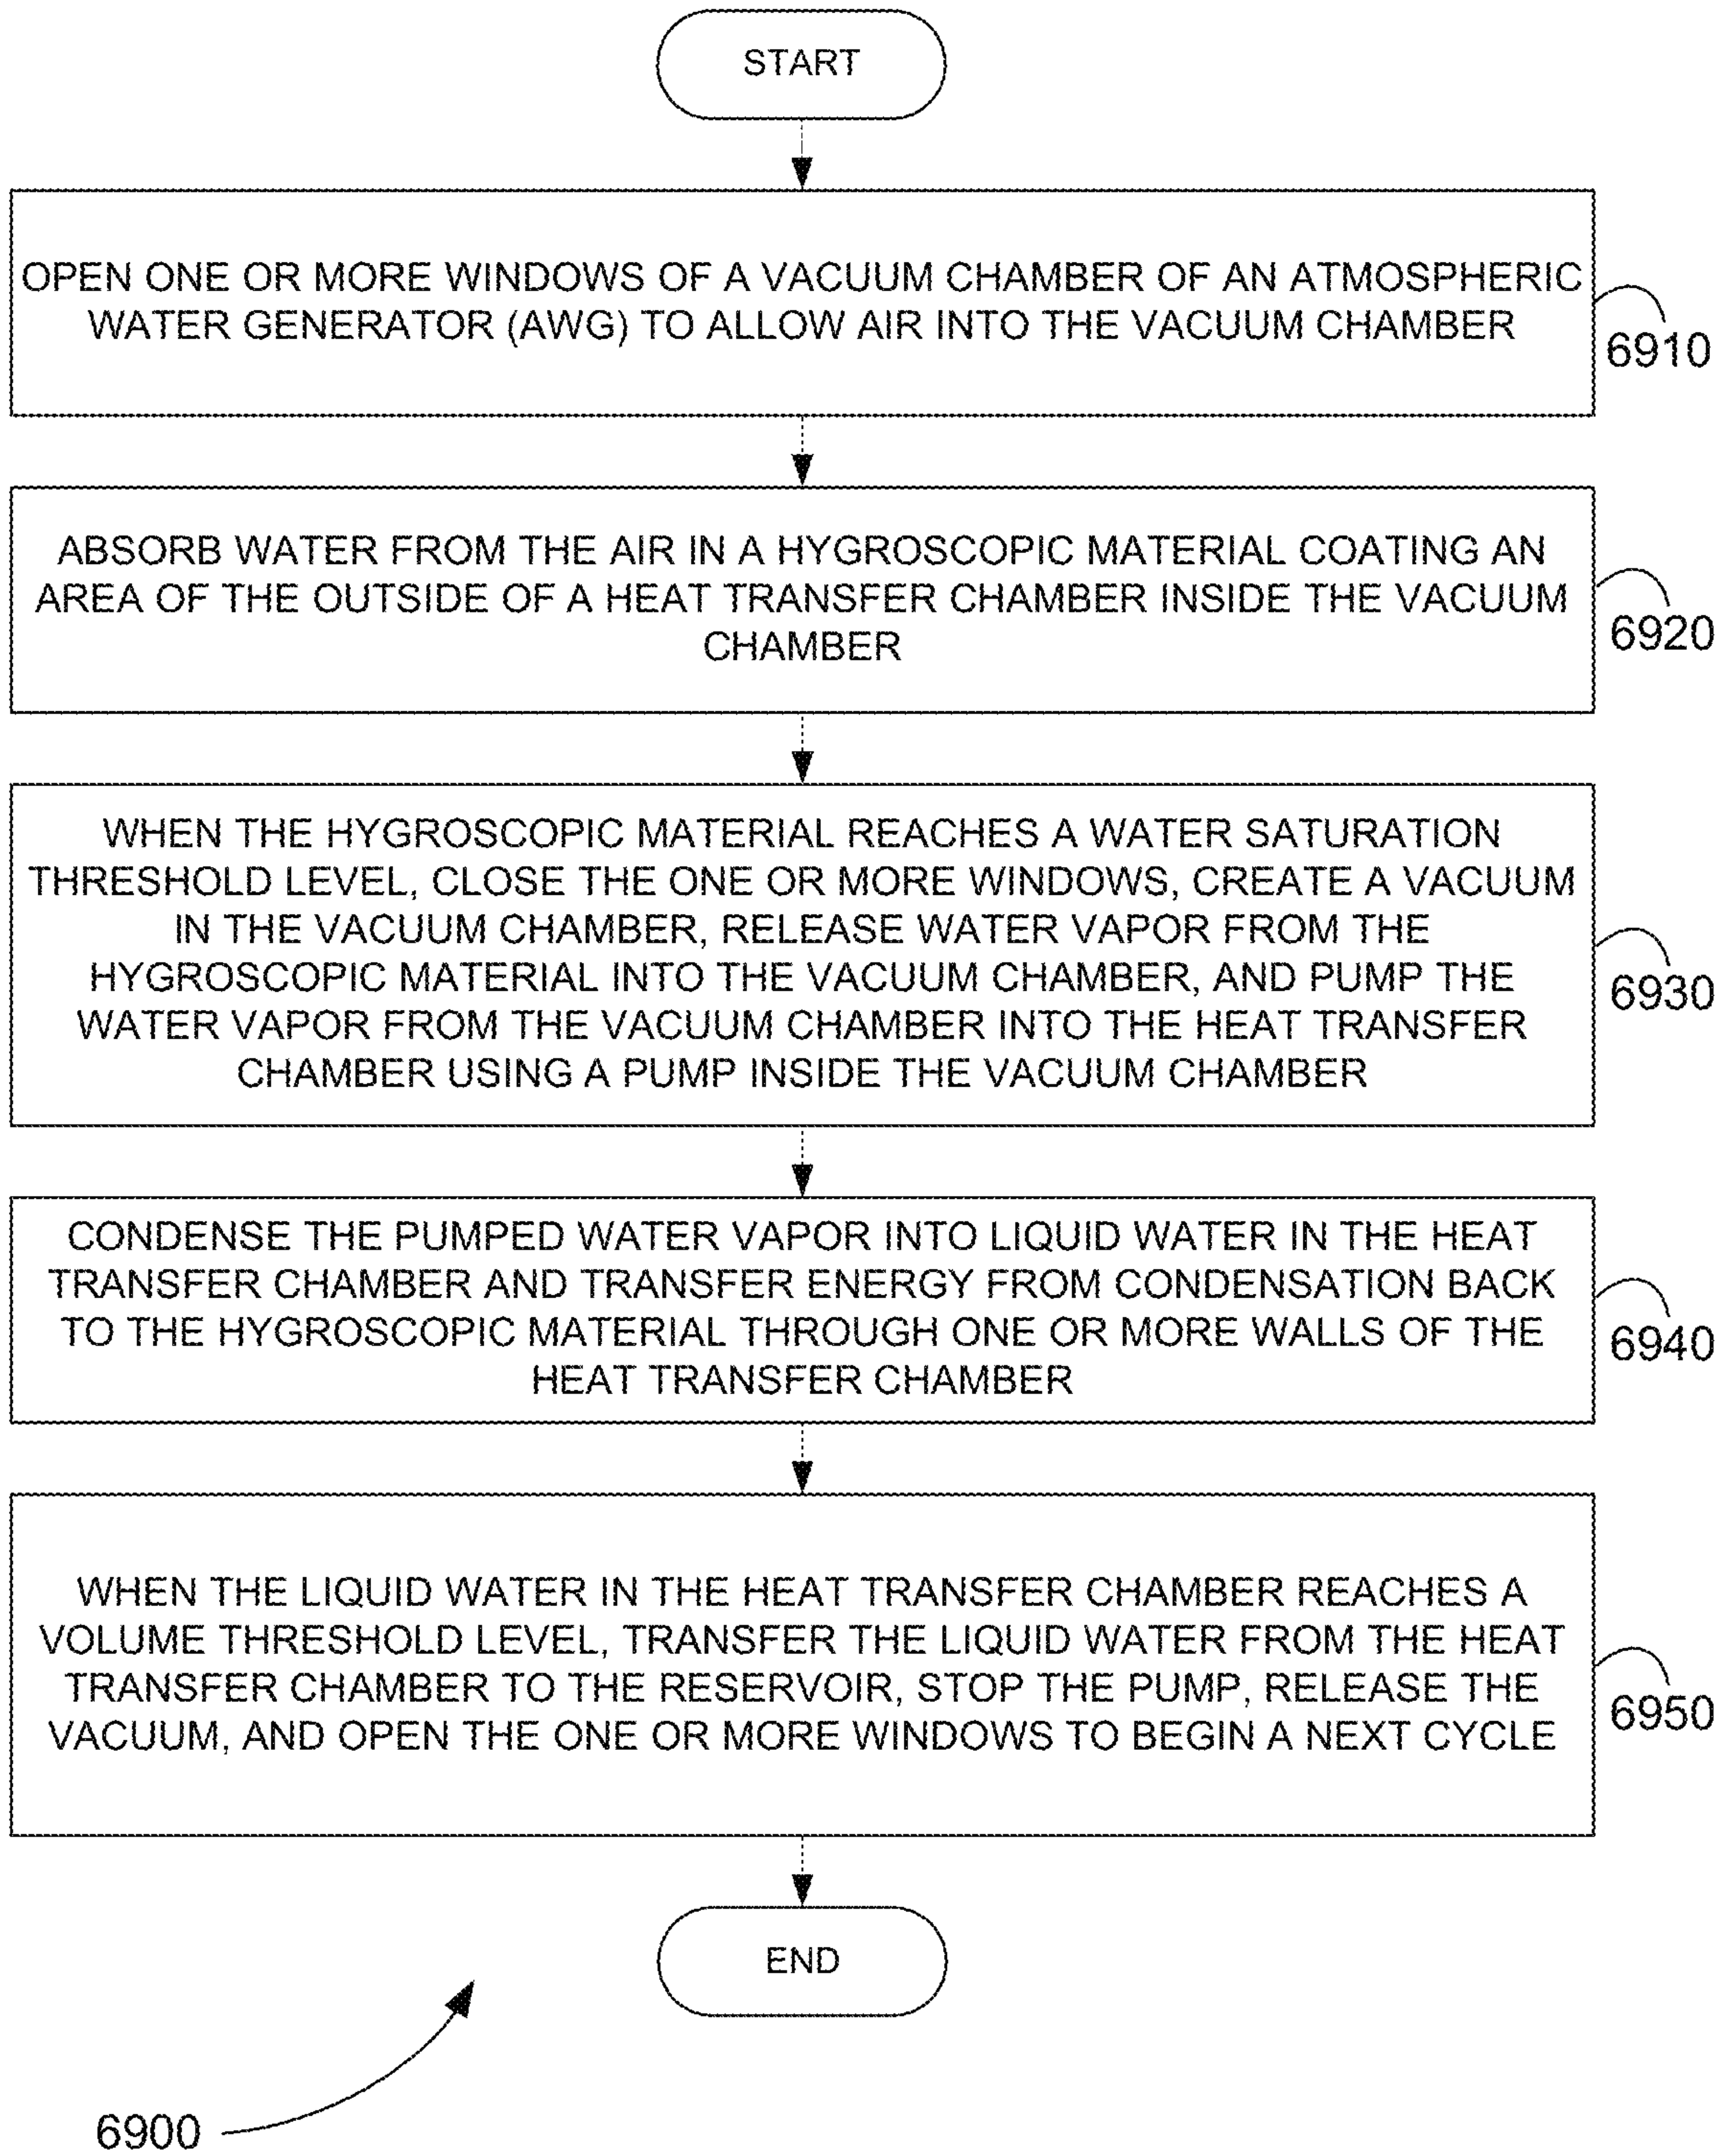 START
OPEN ONE OR MORE WINDOWS OF A VACUUM CHAMBER OF AN ATMOSPHERIC
WATER GENERATOR (AWG) TO ALLOW AIR INTO THE VACUUM CHAMBER
6910
ABSORB WATER FROM THE AIR IN A HYGROSCOPIC MATERIAL COATING AN
AREA OF THE OUTSIDE OF A HEAT TRANSFER CHAMBER INSIDE THE VACUUM
CHAMBER
6920
WHEN THE HYGROSCOPIC MATERIAL REACHES A WATER SATURATION
THRESHOLD LEVEL, CLOSE THE ONE OR MORE WINDOWS, CREATE A VACUUM
IN THE VACUUM CHAMBER, RELEASE WATER VAPOR FROM THE
HYGROSCOPIC MATERIAL INTO THE VACUUM CHAMBER, AND PUMP THE
WATER VAPOR FROM THE VACUUM CHAMBER INTO THE HEAT TRANSFER
CHAMBER USING A PUMP INSIDE THE VACUUM CHAMBER
6930
CONDENSE THE PUMPED WATER VAPOR INTO LIQUID WATER IN THE HEAT
TRANSFER CHAMBER AND TRANSFER ENERGY FROM CONDENSATION BACK
TO THE HYGROSCOPIC MATERIAL THROUGH ONE OR MORE WALLS OF THE
HEAT TRANSFER CHAMBER
6940
WHEN THE LIQUID WATER IN THE HEAT TRANSFER CHAMBER REACHES A
VOLUME THRESHOLD LEVEL, TRANSFER THE LIQUID WATER FROM THE HEAT
TRANSFER CHAMBER TO THE RESERVOIR, STOP THE PUMP, RELEASE THE
VACUUM, AND OPEN THE ONE OR MORE WINDOWS TO BEGIN A NEXT CYCLE
6950
END
6900